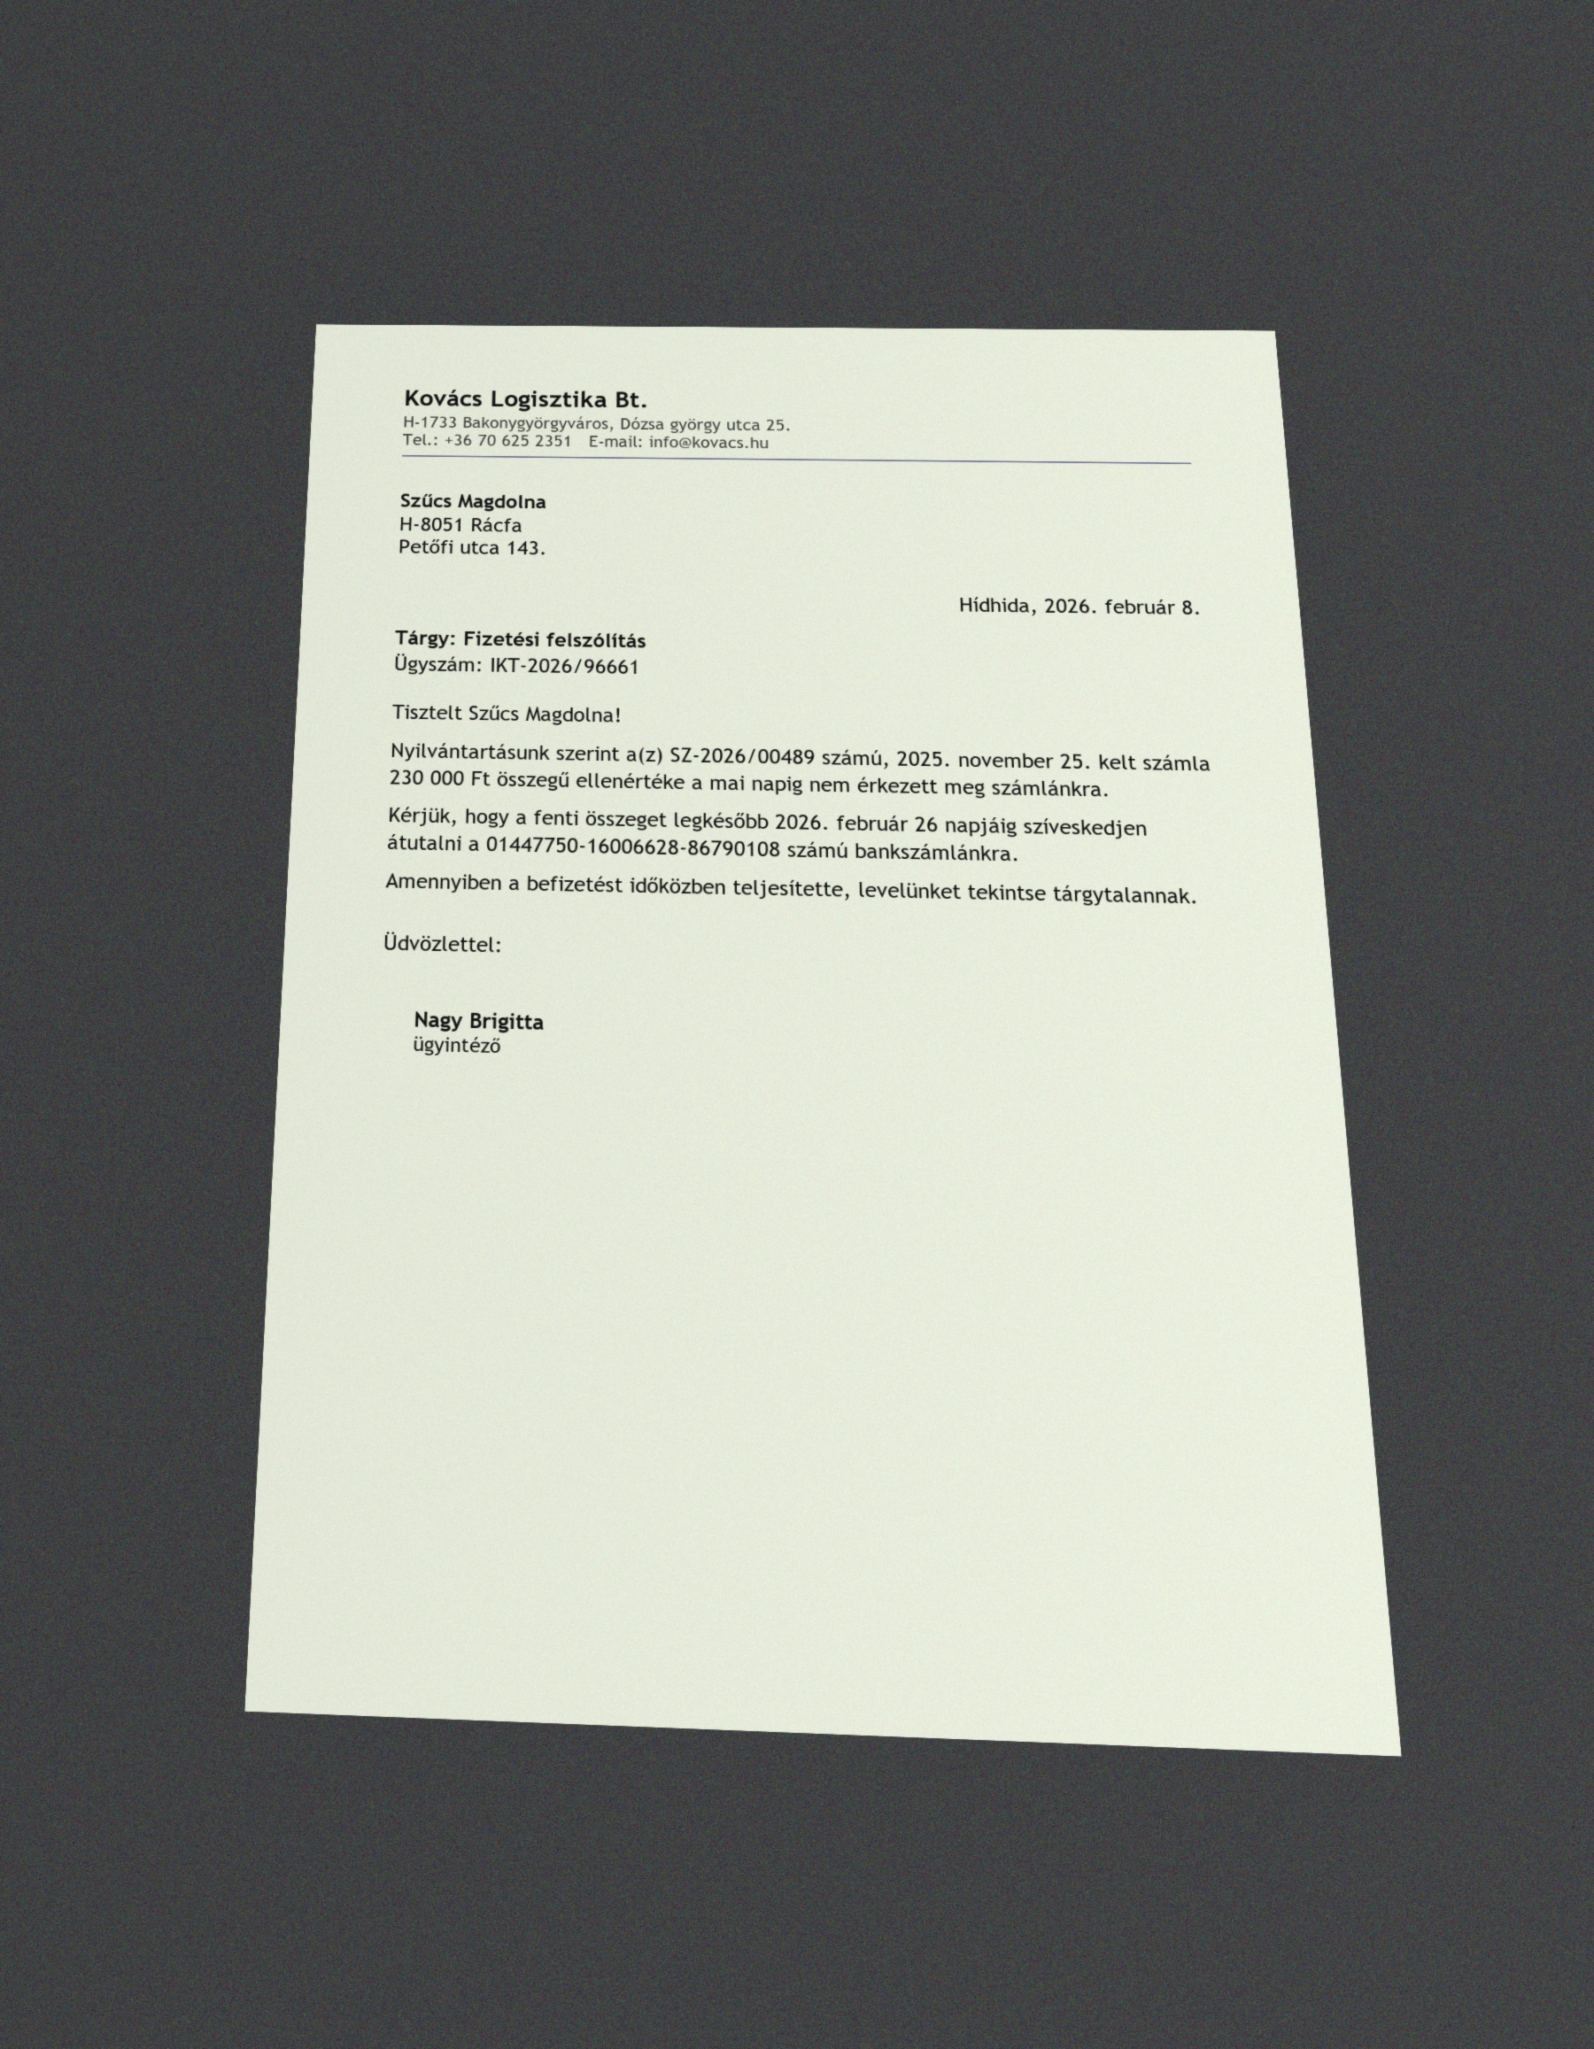 Kovács Logisztika Bt.
H-1733 Bakonygyörgyváros, Dózsa györgy utca 25.
Tel.: +36 70 625 2351 E-mail: info@kovacs.hu
Szűcs Magdolna
H-8051 Rácfa
Petőfi utca 143.
Hídhida, 2026. február 8.
Tárgy: Fizetési felszólítás
Ügyszám: IKT-2026/96661
Tisztelt Szűcs Magdolna!
Nyilvántartásunk szerint a(z) SZ-2026/00489 számú, 2025. november 25. kelt számla
230 000 Ft összegű ellenértéke a mai napig nem érkezett meg számlánkra.
Kérjük, hogy a fenti összeget legkésőbb 2026. február 26 napjáig szíveskedjen
átutalni a 01447750-16006628-86790108 számú bankszámlánkra.
Amennyiben a befizetést időközben teljesítette, levelünket tekintse tárgytalannak.
Üdvözlettel:
Nagy Brigitta
ügyintéző